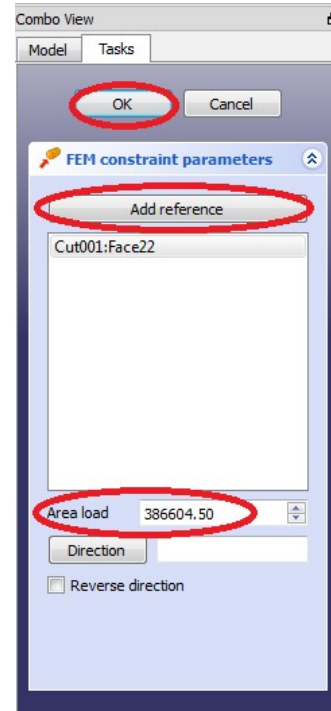 Combo View
Model Tasks
OK Cancel
FEM constraint parameters
Add reference
Cut001:Face22
Area load 386604.50
Direction
Reverse direction